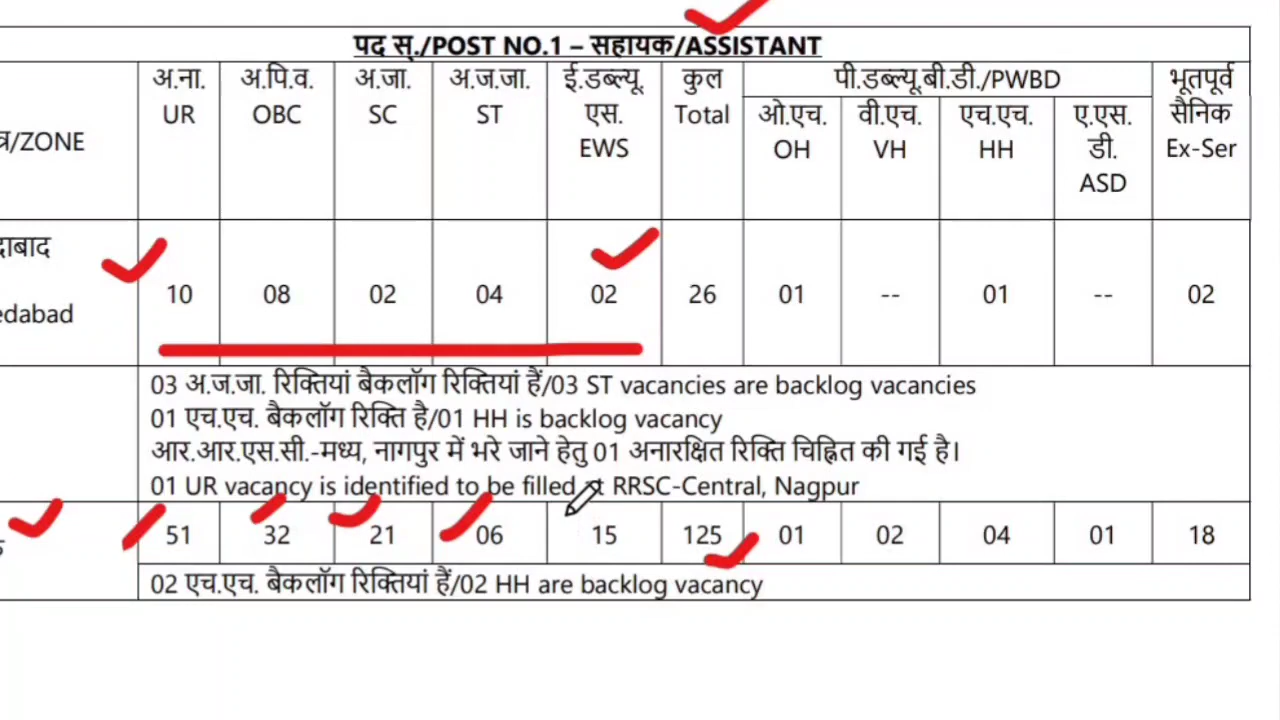 पद स्./POST NO.1 – सहायक/ASSISTANT
त्र/ZONE
अ.ना. UR
अ.पि.व. OBC
अ.जा. SC
अ.ज.जा. ST
ई.डब्ल्यू. एस. EWS
कुल Total
पी.डब्ल्यू.बी.डी./PWBD
ओ.एच. OH
वी.एच. VH
एच.एच. HH
ए.एस. डी. ASD
भूतपूर्व सैनिक Ex-Ser
दाबाद
edabad
10 08 02 04 02 26 01 -- 01 -- 02
03 अ.ज.जा. रिक्तियां बैकलॉग रिक्तियां हैं/03 ST vacancies are backlog vacancies
01 एच.एच. बैकलॉग रिक्ति है/01 HH is backlog vacancy
आर.आर.एस.सी.-मध्य, नागपुर में भरे जाने हेतु 01 अनारक्षित रिक्ति चिह्नित की गई है।
01 UR vacancy is identified to be filled at RRSC-Central, Nagpur
51 32 21 06 15 125 01 02 04 01 18
02 एच.एच. बैकलॉग रिक्तियां हैं/02 HH are backlog vacancy